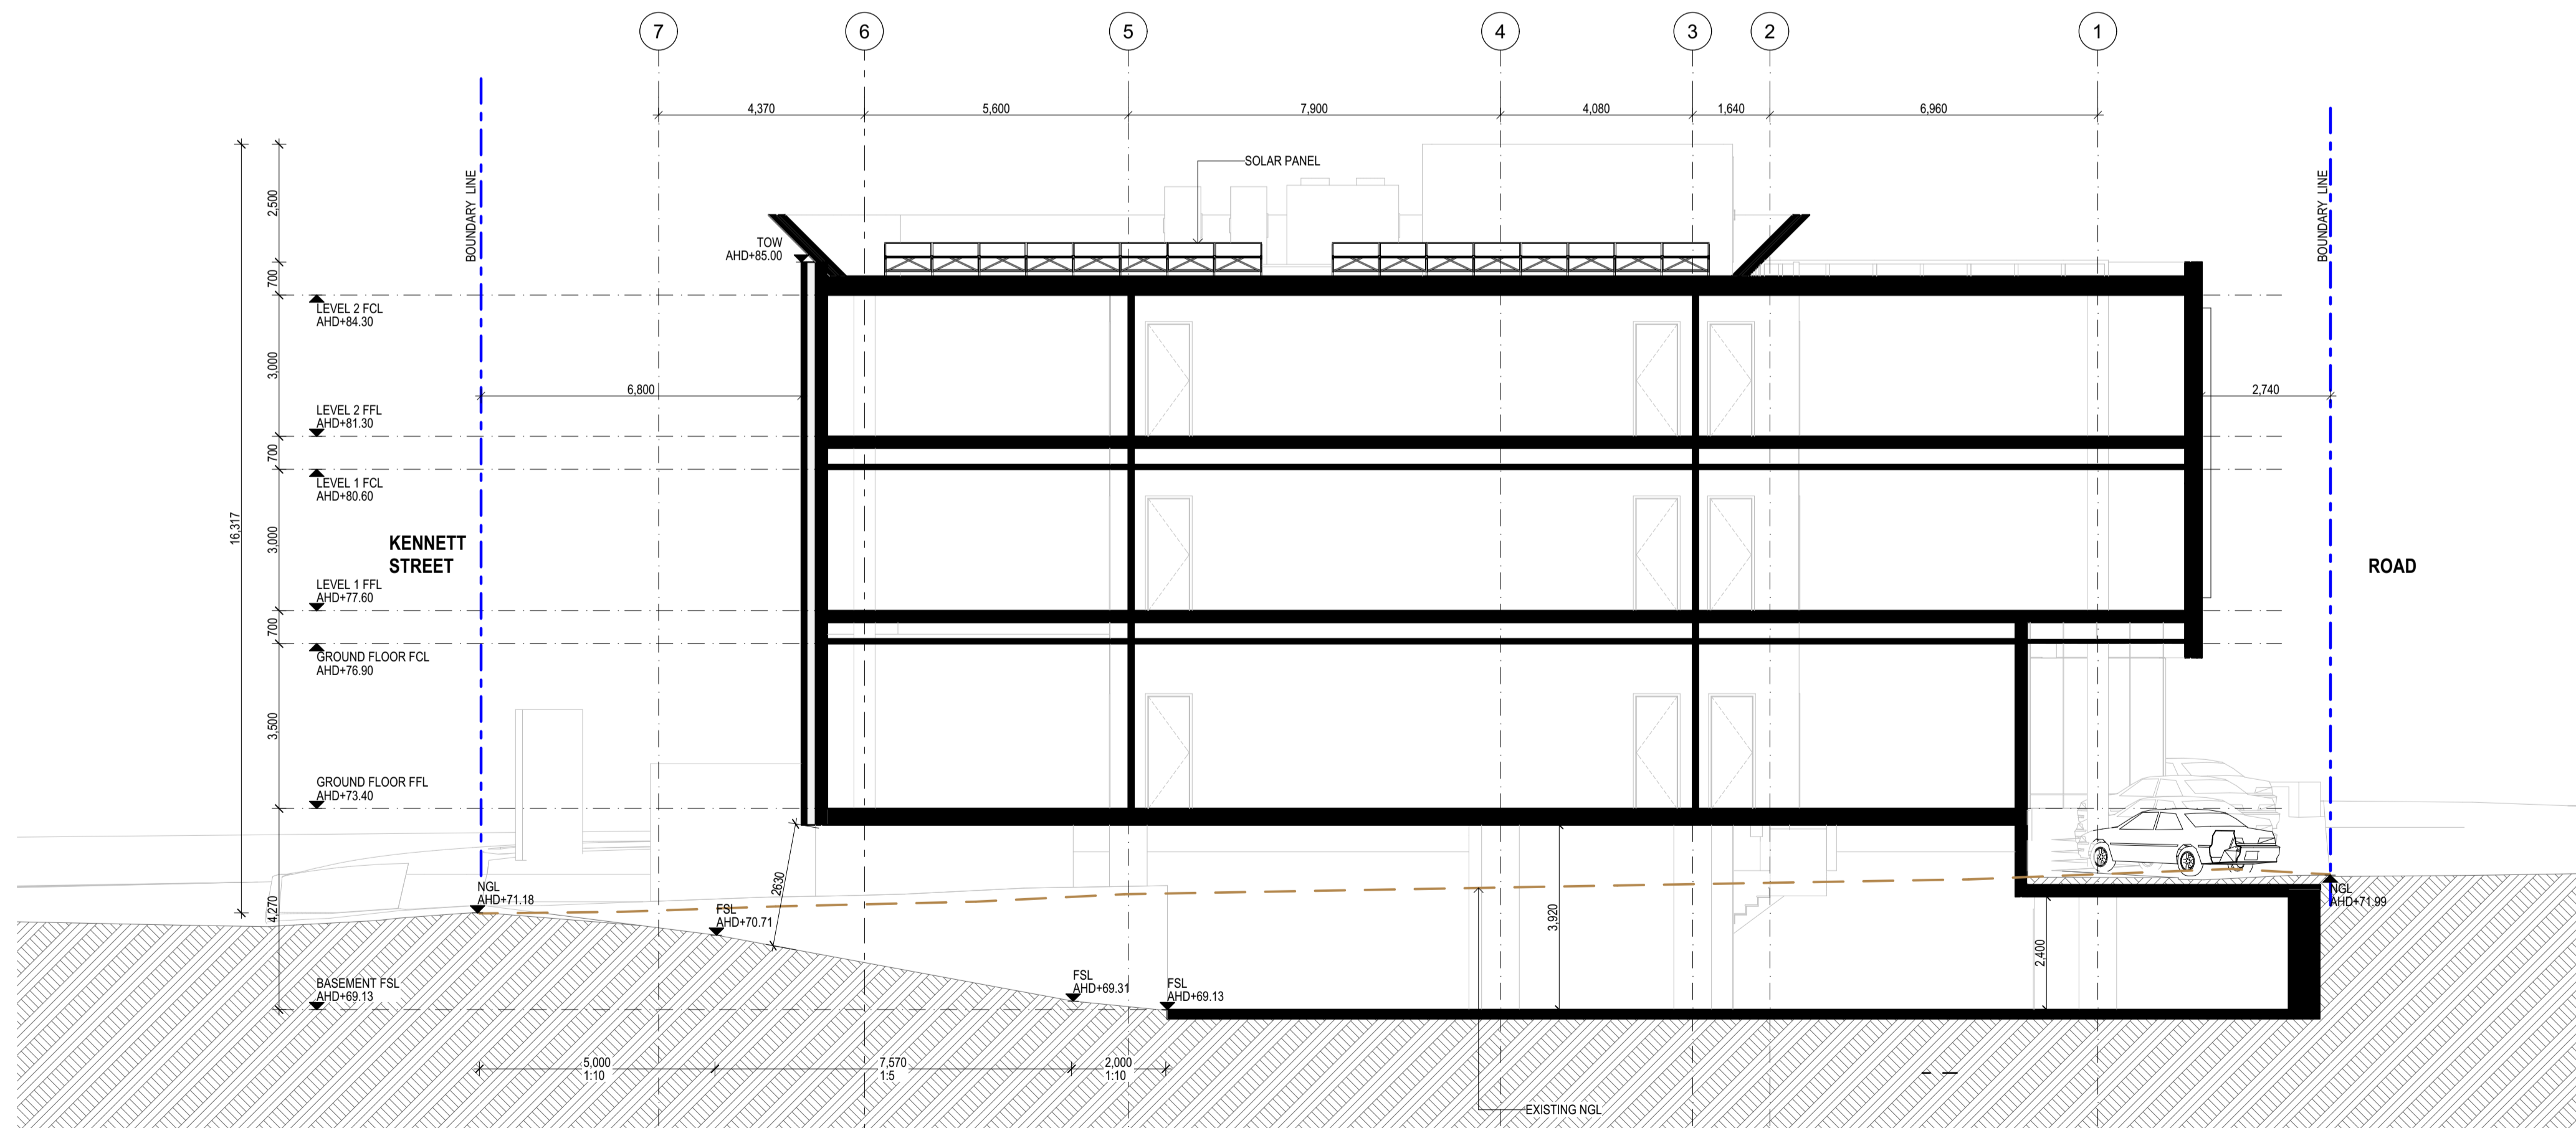 7 6 5 4 3 2 1
4,370 5,600 7,900 4,080 1,640 6,960
SOLAR PANEL
BOUNDARY LINE
BOUNDARY LINE
2,500
TOW
AHD+85.00
700
LEVEL 2 FCL
AHD+84.30
3,000
6,800
2,740
LEVEL 2 FFL
AHD+81.30
700
LEVEL 1 FCL
AHD+80.60
16,317
3,000
KENNETT
STREET
ROAD
LEVEL 1 FFL
AHD+77.60
700
GROUND FLOOR FCL
AHD+76.90
3,500
GROUND FLOOR FFL
AHD+73.40
2630
NGL
AHD+71.18
NGL
AHD+71.99
4,270
FSL
AHD+70.71
3,920
2,400
BASEMENT FSL
AHD+69.13
FSL
AHD+69.31
FSL
AHD+69.13
5,000 7,570 2,000
1:10 1:5 1:10
EXISTING NGL